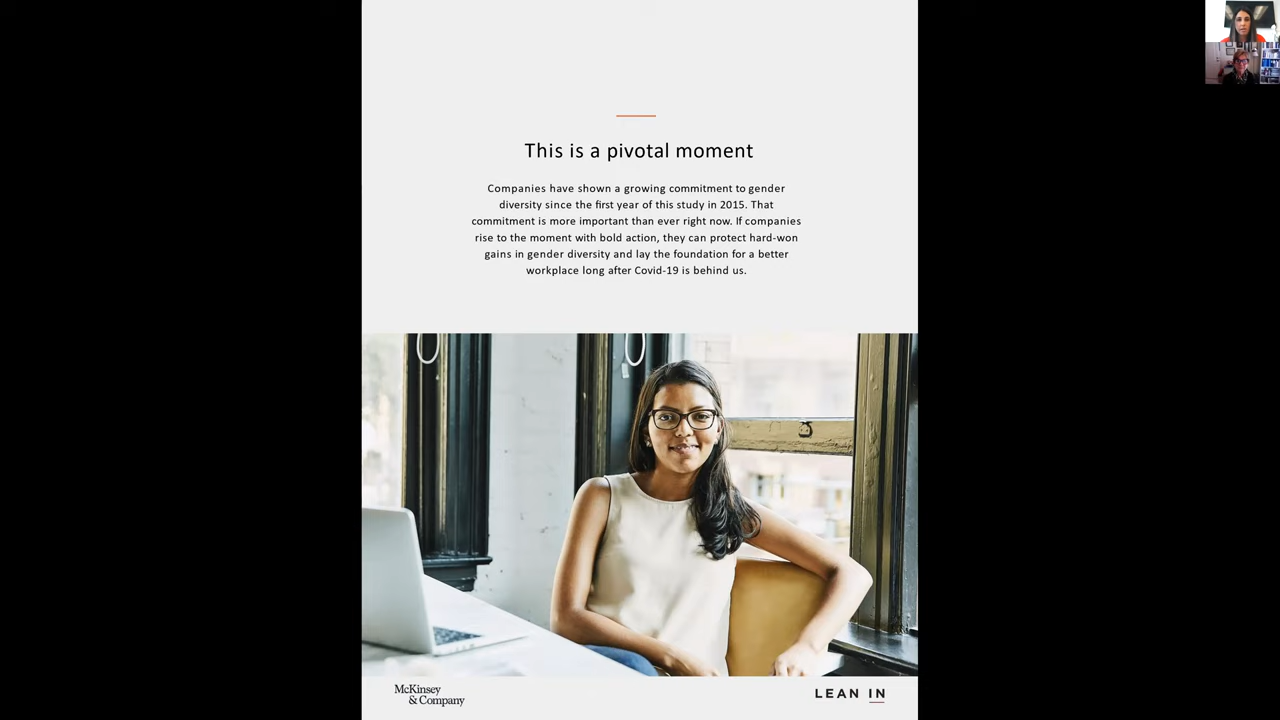 This is a pivotal moment
Companies have shown a growing commitment to gender
diversity since the first year of this study in 2015. That
commitment is more important than ever right now. If companies
rise to the moment with bold action, they can protect hard-won
gains in gender diversity and lay the foundation for a better
workplace long after Covid-19 is behind us.
McKinsey
& Company
LEAN IN